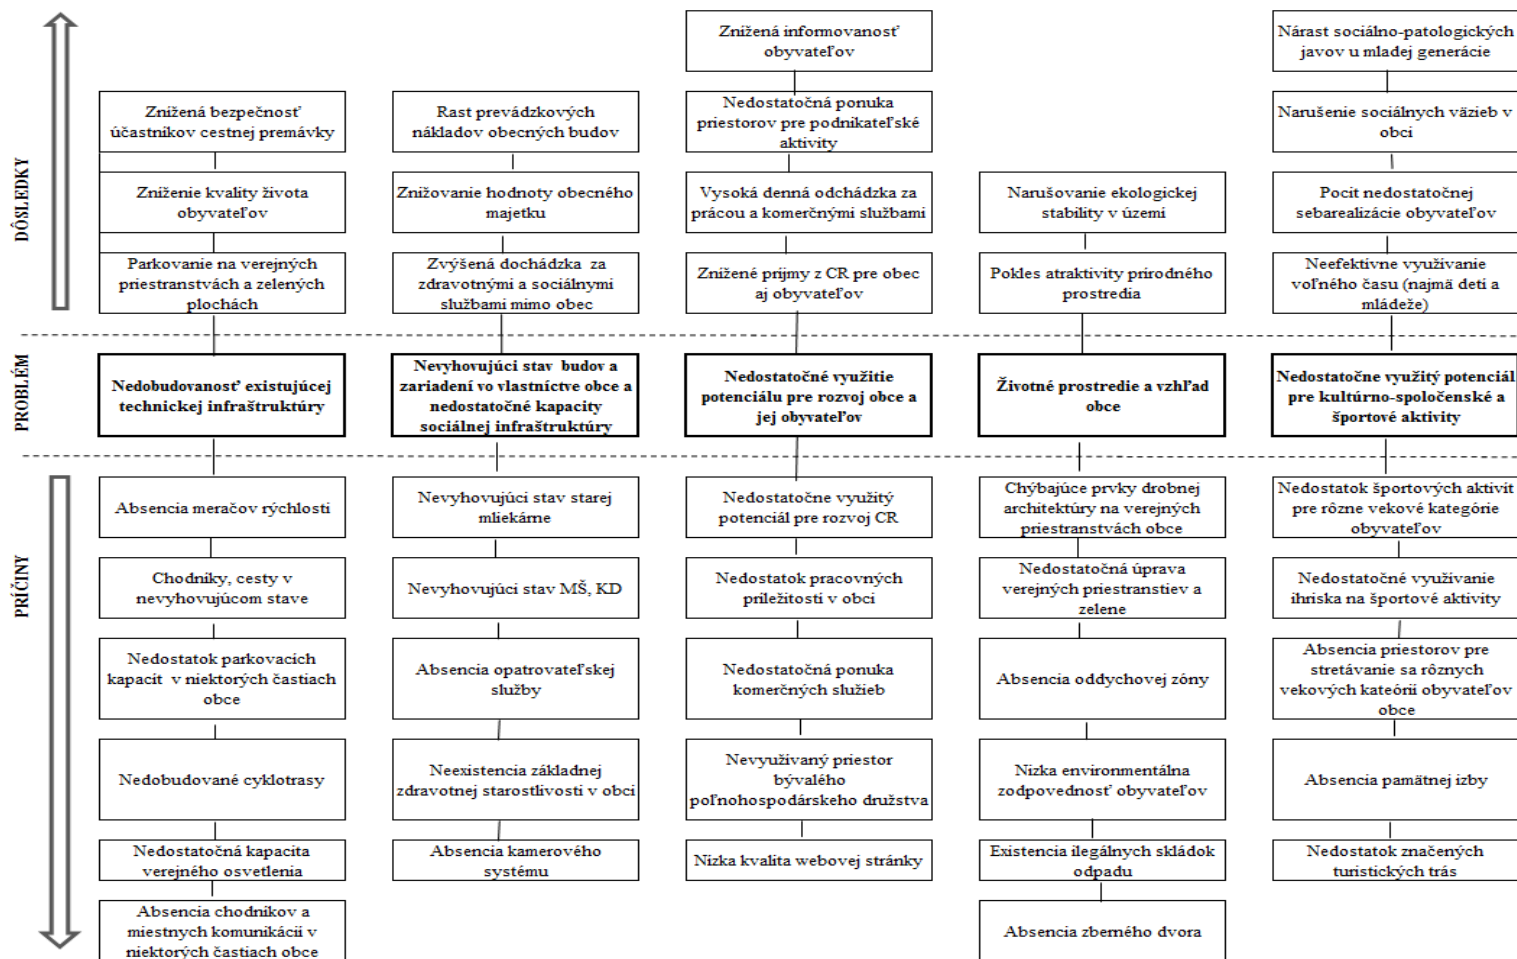 DÔSLEDKY
Znížená informovanosť
obyvateľov
Nárast sociálno-patologických
javov u mladej generácie
Znížená bezpečnosť
účastníkov cestnej premávky
Rast prevádzkových
nákladov obecných budov
Nedostatočná ponuka
priestorov pre podnikateľské
aktivity
Narušenie sociálnych väzieb v
obci
Zníženie kvality života
obyvateľov
Znižovanie hodnoty obecného
majetku
Vysoká denná odchádzka za
prácou a komerčnými službami
Narušovanie ekologickej
stability v území
Pocit nedostatočnej
sebarealizácie obyvateľov
Parkovanie na verejných
priestranstvách a zelených
plochách
Zvýšená dochádzka za
zdravotnými a sociálnymi
službami mimo obec
Znížené príjmy z CR pre obec
aj obyvateľov
Pokles atraktivity prírodného
prostredia
Neefektívne využívanie
voľného času (najmä deti a
mládeže)
PROBLÉM
Nedobudovanosť existujúcej
technickej infraštruktúry
Nevyhovujúci stav budov a
zariadení vo vlastníctve obce a
nedostatočné kapacity
sociálnej infraštruktúry
Nedostatočné využitie
potenciálu pre rozvoj obce a
jej obyvateľov
Životné prostredie a vzhľad
obce
Nedostatočne využitý potenciál
pre kultúrno-spoločenské a
športové aktivity
PRÍČINY
Absencia meračov rýchlosti
Nevyhovujúci stav starej
mliekárne
Nedostatočne využitý
potenciál pre rozvoj CR
Chýbajúce prvky drobnej
architektúry na verejných
priestranstvách obce
Nedostatok športových aktivít
pre rôzne vekové kategórie
obyvateľov
Chodníky, cesty v
nevyhovujúcom stave
Nevyhovujúci stav MŠ, KD
Nedostatok pracovných
príležitostí v obci
Nedostatočná úprava
verejných priestranstiev a
zelene
Nedostatočné využívanie
ihriska na športové aktivity
Nedostatok parkovacích
kapacít v niektorých častiach
obce
Absencia opatrovateľskej
služby
Nedostatočná ponuka
komerčných služieb
Absencia oddychovej zóny
Absencia priestorov pre
stretávanie sa rôznych
vekových kateórii obyvateľov
obce
Nedobudované cyklotrasy
Neexistencia základnej
zdravotnej starostlivosti v obci
Nevyužívaný priestor
bývalého
poľnohospodárskeho družstva
Nízka environmentálna
zodpovednosť obyvateľov
Absencia pamätnej izby
Nedostatočná kapacita
verejného osvetlenia
Absencia kamerového
systému
Nízka kvalita webovej stránky
Existencia ilegálnych skládok
odpadu
Nedostatok značených
turistických trás
Absencia chodníkov a
miestnych komunikácií v
niektorých častiach obce
Absencia zberného dvora